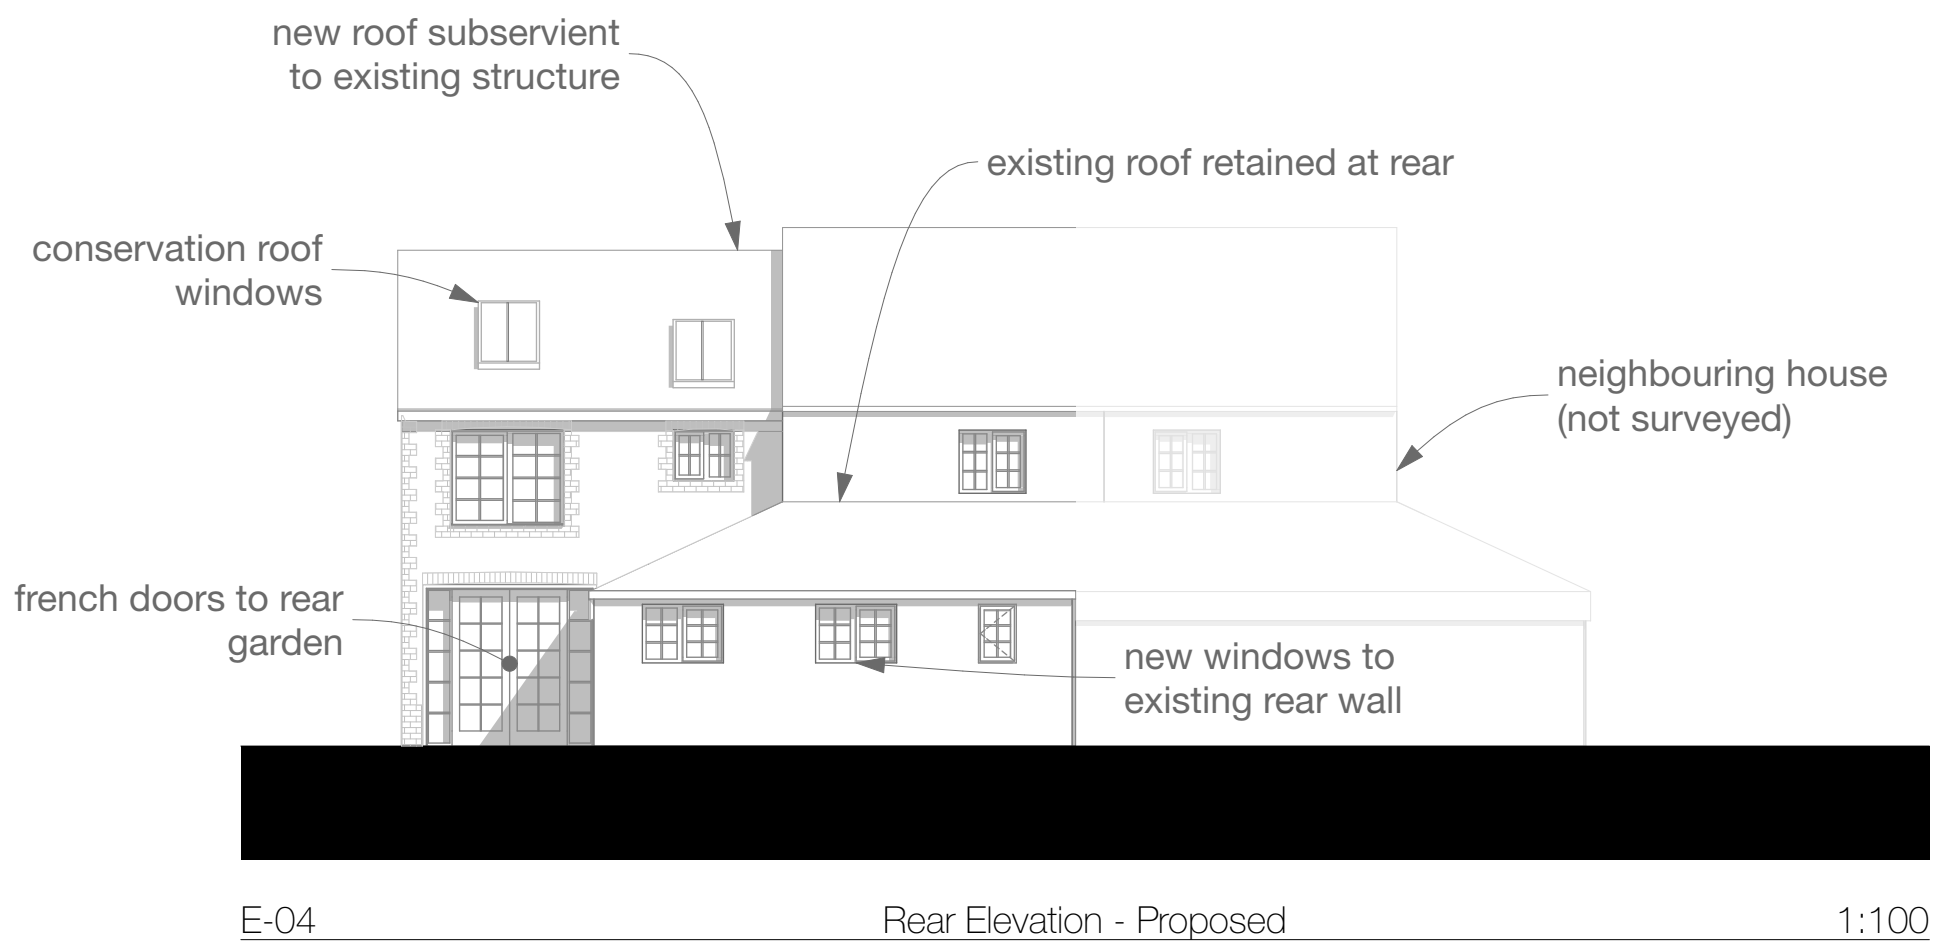 new roof subservient
to existing structure
existing roof retained at rear
conservation roof
windows
neighbouring house
(not surveyed)
french doors to rear
garden
new windows to
existing rear wall
E-04
Rear Elevation - Proposed
1:100